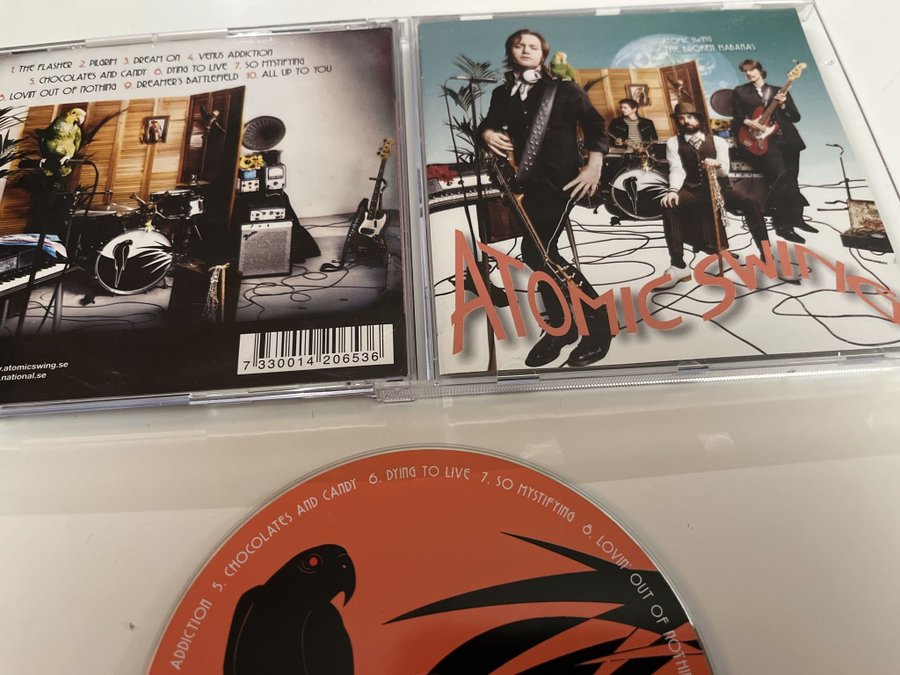 1. THE FLASHER 2. PILGRIM 3. DREAM ON 4. VENUS ADDICTION
5. CHOCOLATES AND CANDY 6. DYING TO LIVE 7. SO MYSTIFYING
8. LOVIN OUT OF NOTHING 9. DREAMER'S BATTLEFIELD 10. ALL UP TO YOU
.atomicswing.se
.national.se
7 330014 206536
ATOMIC SWING
THE BROKEN HABANAS
ATOMIC SWING
ADDICTION 5. CHOCOLATES AND CANDY 6. DYING TO LIVE 7. SO MYSTIFYING 8. LOVIN' OUT OF NOTHIN